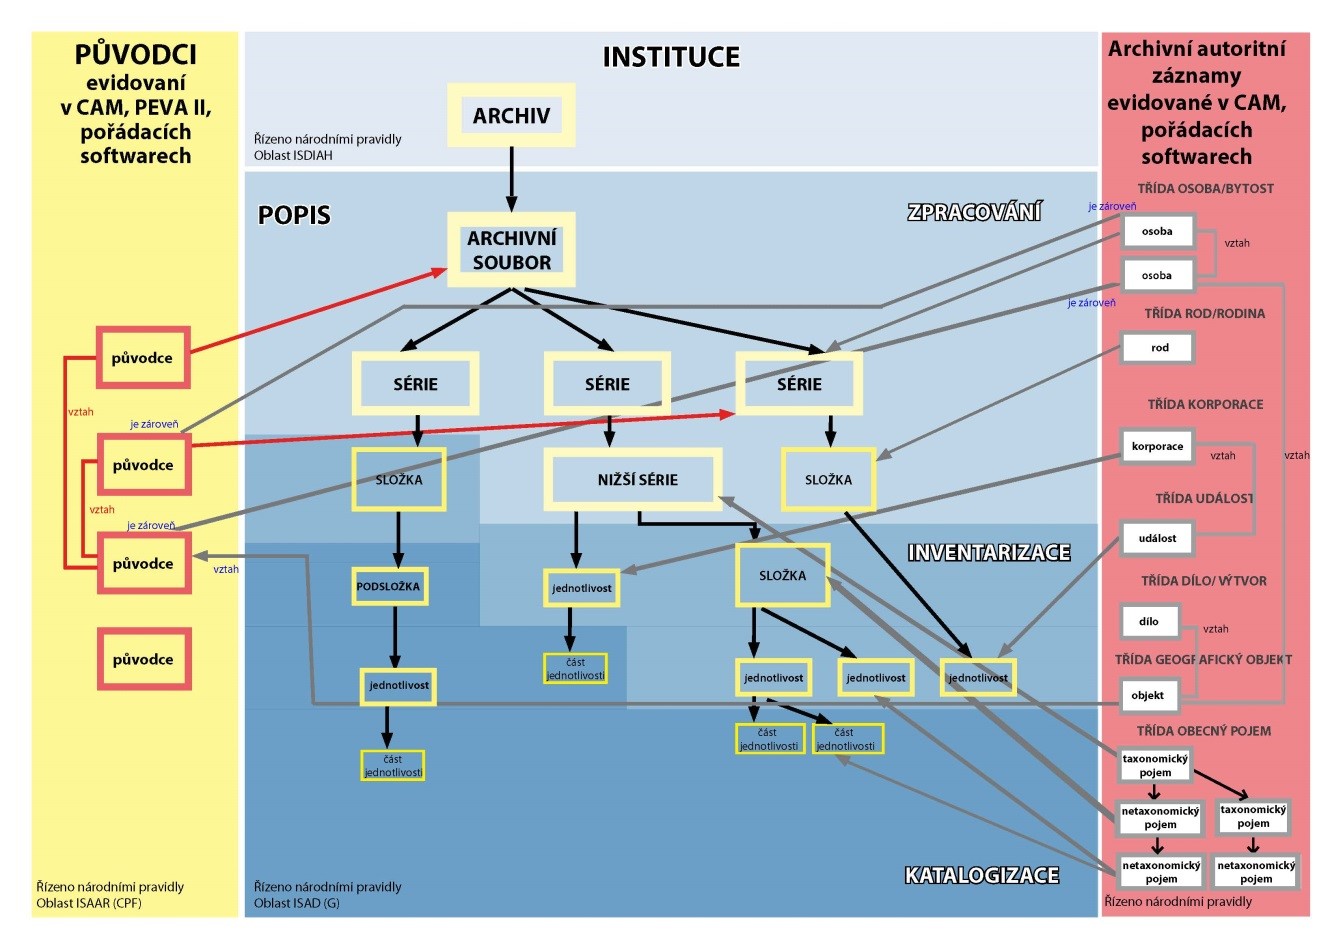 PŮVODCI
evidovaní
v CAM, PEVA II,
pořádacích
softwarech
INSTITUCE
ARCHIV
Řízeno národními pravidly
Oblast ISDIAH
Archivní autoritní
záznamy
evidované v CAM,
pořádacích
softwarech
POPIS
ZPRACOVÁNÍ
ARCHIVNÍ
SOUBOR
TŘÍDA OSOBA/BYTOST
je zároveň
osoba
vztah
osoba
je zároveň
TŘÍDA ROD/RODINA
rod
TŘÍDA KORPORACE
korporace
vztah
vztah
TŘÍDA UDÁLOST
událost
TŘÍDA DÍLO/ VÝTVOR
dílo
vztah
TŘÍDA GEOGRAFICKÝ OBJEKT
objekt
TŘÍDA OBECNÝ POJEM
taxonomický
pojem
netaxonomický
pojem
taxonomický
pojem
netaxonomický
pojem
netaxonomický
pojem
Řízeno národními pravidly
původce
vztah
je zároveň
původce
vztah
je zároveň
původce
vztah
původce
SÉRIE
SÉRIE
SÉRIE
SLOŽKA
NIŽŠÍ SÉRIE
SLOŽKA
INVENTARIZACE
PODSLOŽKA
jednotlivost
SLOŽKA
část
jednotlivosti
jednotlivost
jednotlivost
jednotlivost
jednotlivost
část
jednotlivosti
část
jednotlivosti
část
jednotlivosti
KATALOGIZACE
Řízeno národními pravidly
Oblast ISAAR (CPF)
Řízeno národními pravidly
Oblast ISAD (G)